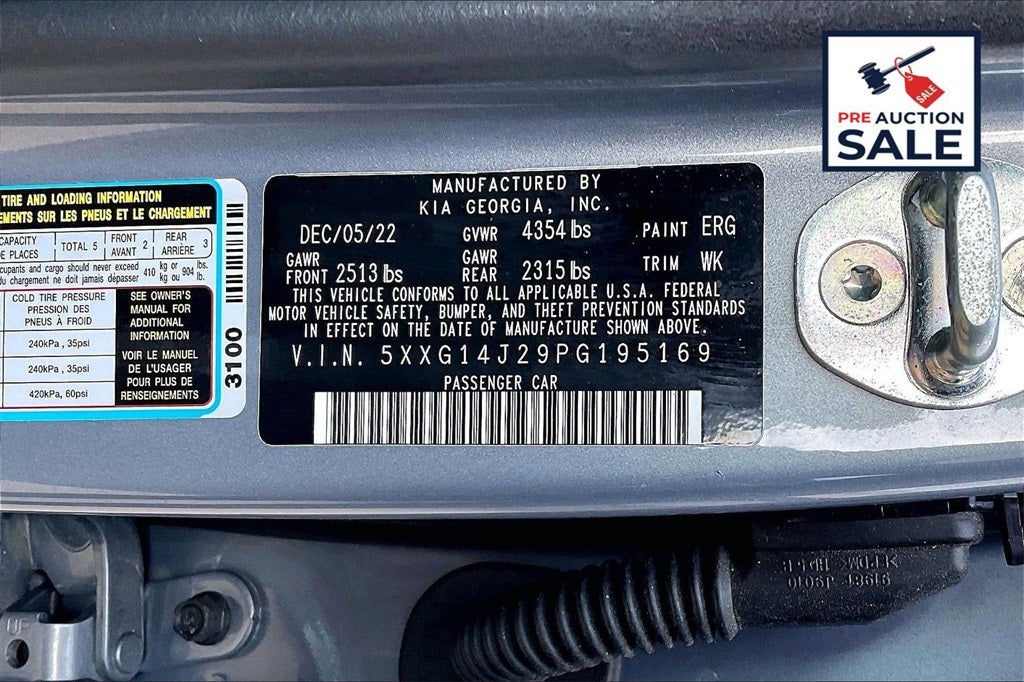 PRE AUCTION
SALE
SALE
TIRE AND LOADING INFORMATION
EMENTS SUR LES PNEUS ET LE CHARGEMENT
CAPACITY TOTAL 5 FRONT 2 REAR 3
DE PLACES AVANT ARRIÈRE
cupants and cargo should never exceed 410 kg or 904 lbs.
du chargement ne doit jamais dépasser kg ou lb.
COLD TIRE PRESSURE
PRESSION DES
PNEUS À FROID
240kPa , 35psi
240kPa , 35psi
420kPa, 60psi
SEE OWNER'S
MANUAL FOR
ADDITIONAL
INFORMATION
VOIR LE MANUEL
DE L'USAGER
POUR PLUS DE
RENSEIGNEMENTS
3100
MANUFACTURED BY
KIA GEORGIA, INC.
DEC/05/22 GVWR 4354 lbs PAINT ERG
GAWR FRONT 2513 lbs GAWR REAR 2315 lbs TRIM WK
THIS VEHICLE CONFORMS TO ALL APPLICABLE U.S.A. FEDERAL
MOTOR VEHICLE SAFETY, BUMPER, AND THEFT PREVENTION STANDARDS
IN EFFECT ON THE DATE OF MANUFACTURE SHOWN ABOVE.
V.I.N. 5XXG14J29PG195169
PASSENGER CAR
UP